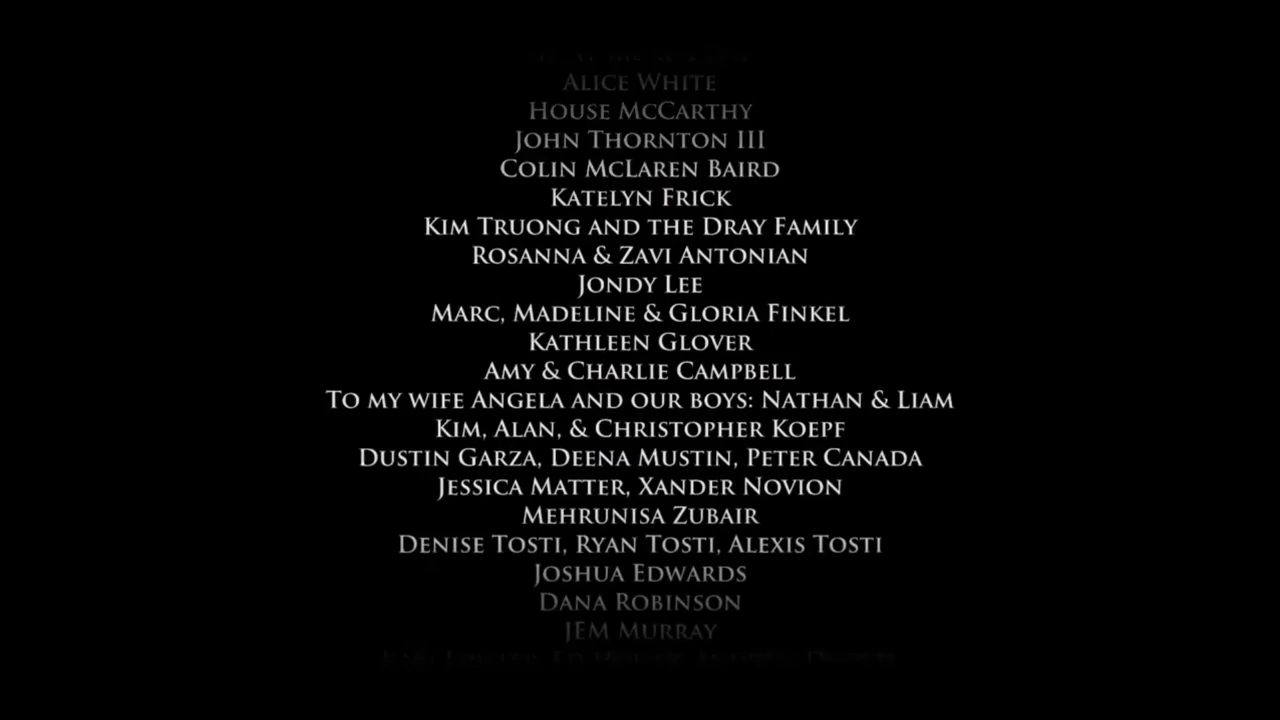 Alice White
House McCarthy
John Thornton III
Colin McLaren Baird
Katelyn Frick
Kim Truong and the Dray Family
Rosanna & Zavi Antonian
Jondy Lee
Marc, Madeline & Gloria Finkel
Kathleen Glover
Amy & Charlie Campbell
To my wife Angela and our boys: Nathan & Liam
Kim, Alan, & Christopher Koepf
Dustin Garza, Deena Mustin, Peter Canada
Jessica Matter, Xander Novion
Mehrunisa Zubair
Denise Tosti, Ryan Tosti, Alexis Tosti
Joshua Edwards
Dana Robinson
JEM Murray